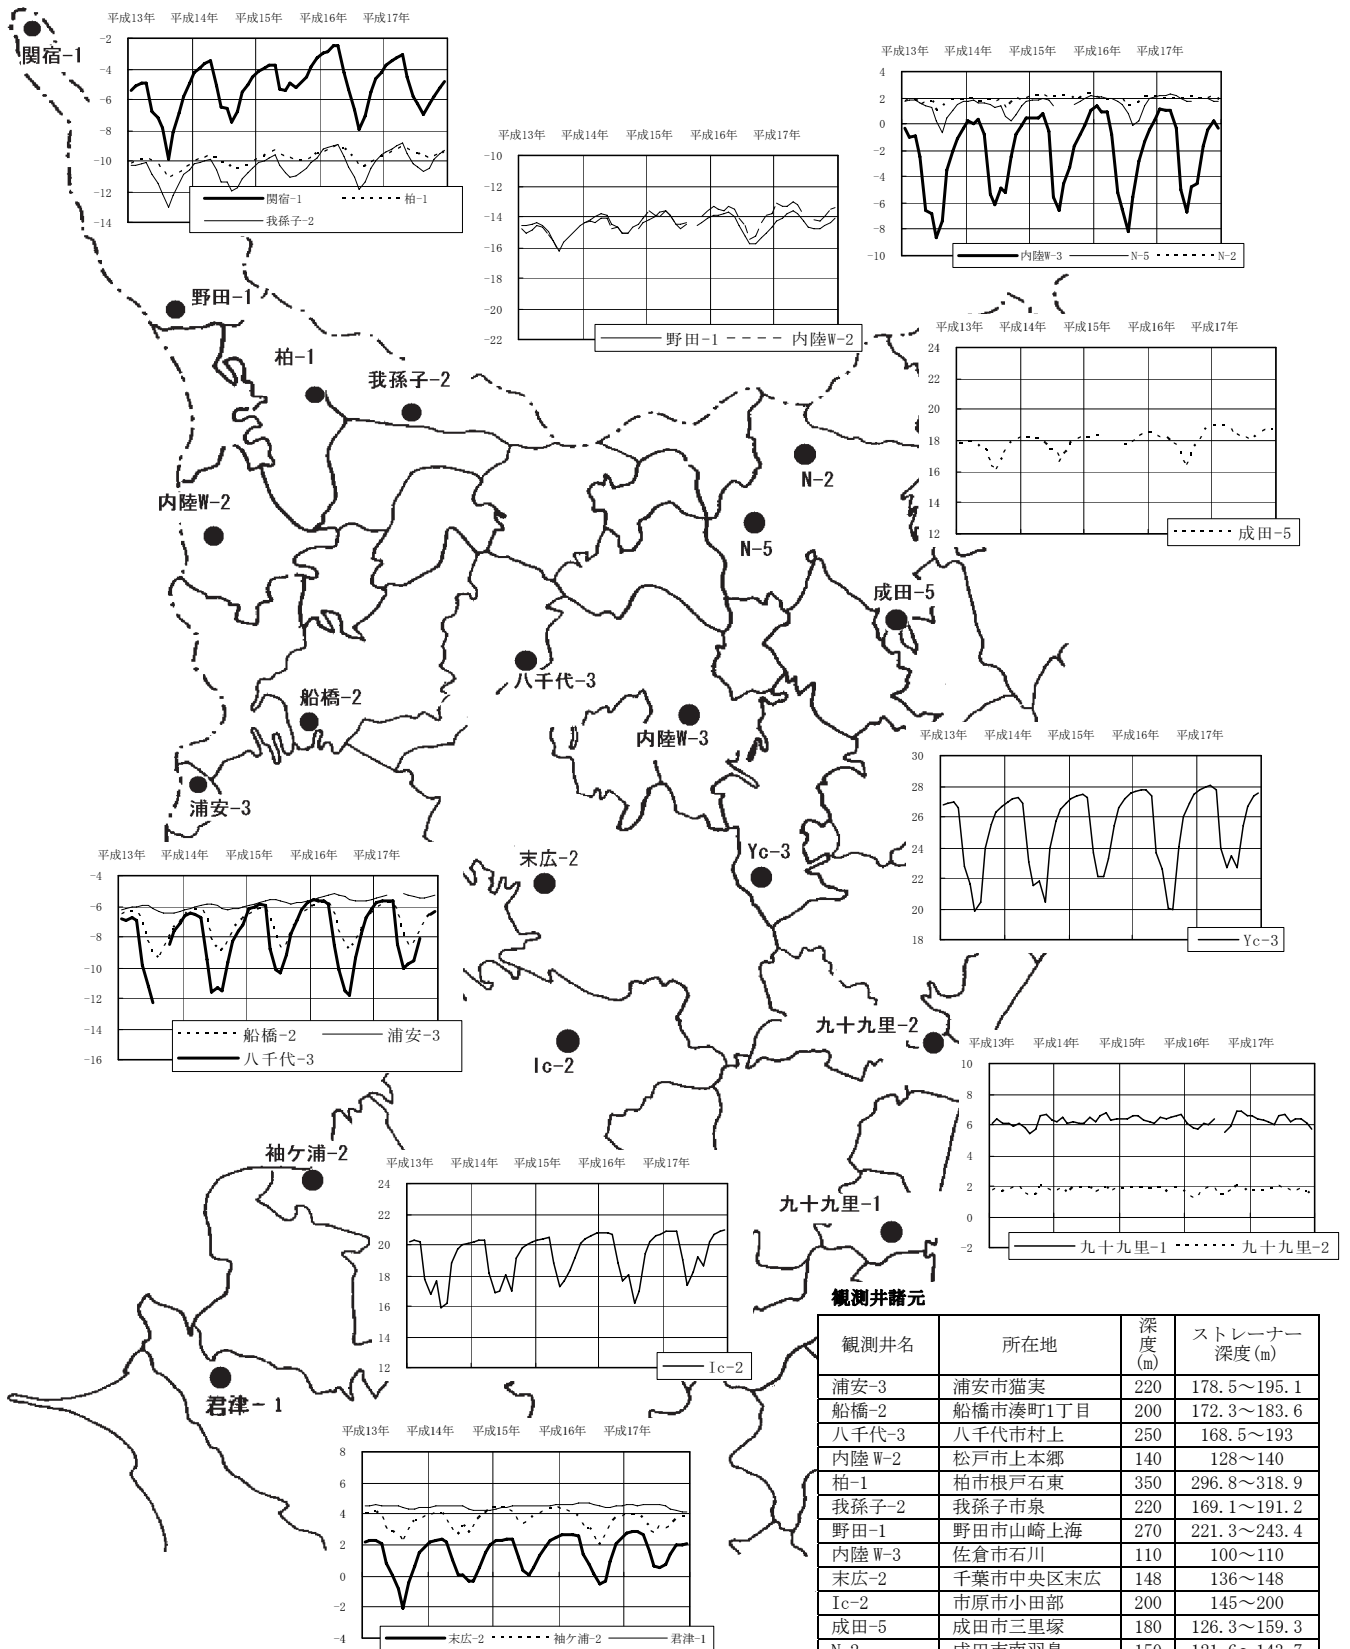 平成13年 平成14年 平成15年 平成16年 平成17年
-2
-4
-6
-8
-10
-12
-14
関宿-1 柏-1
我孫子-2
関宿-1
平成13年 平成14年 平成15年 平成16年 平成17年
-10
-12
-14
-16
-18
-20
-22
野田-1 内陸W-2
平成13年 平成14年 平成15年 平成16年 平成17年
4
2
0
-2
-4
-6
-8
-10
内陸W-3 N-5 N-2
野田-1
柏-1
我孫子-2
平成13年 平成14年 平成15年 平成16年 平成17年
24
22
20
18
16
14
12
成田-5
N-2
内陸W-2
N-5
成田-5
八千代-3
船橋-2
内陸W-3
浦安-3
平成13年 平成14年 平成15年 平成16年 平成17年
30
28
26
24
22
20
18
Yc-3
平成13年 平成14年 平成15年 平成16年 平成17年
-4
-6
-8
-10
-12
-14
-16
船橋-2 浦安-3
八千代-3
末広-2
Yc-3
九十九里-2
Ic-2
平成13年 平成14年 平成15年 平成16年 平成17年
10
8
6
4
2
0
-2
九十九里-1 九十九里-2
袖ケ浦-2
平成13年 平成14年 平成15年 平成16年 平成17年
24
22
20
18
16
14
12
Ic-2
九十九里-1
君津-1
平成13年 平成14年 平成15年 平成16年 平成17年
8
6
4
2
0
-2
-4
末広-2 袖ケ浦-2 君津-1
観測井諸元
観測井名 所在地 深度(m) ストレーナー深度(m)
浦安-3 浦安市猫実 220 178.5～195.1
船橋-2 船橋市湊町1丁目 200 172.3～183.6
八千代-3 八千代市村上 250 168.5～193
内陸W-2 松戸市上本郷 140 128～140
柏-1 柏市根戸石東 350 296.8～318.9
我孫子-2 我孫子市泉 220 169.1～191.2
野田-1 野田市山崎上海 270 221.3～243.4
内陸W-3 佐倉市石川 110 100～110
末広-2 千葉市中央区末広 148 136～148
Ic-2 市原市小田部 200 145～200
成田-5 成田市三里塚 180 126.3～159.3